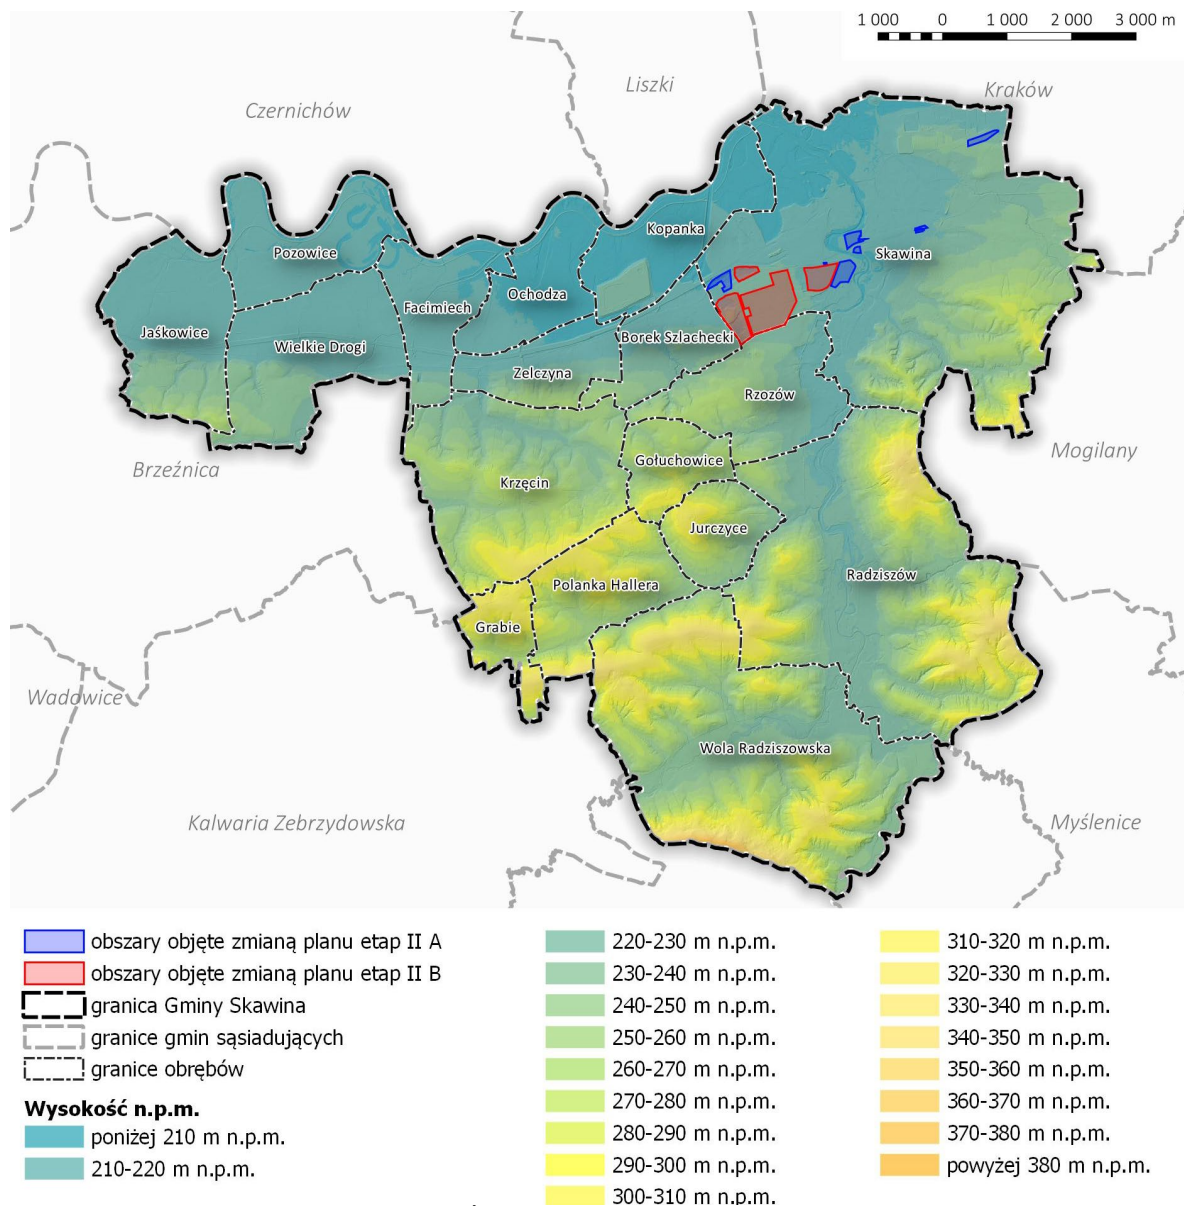 1 000 0 1 000 2 000 3 000 m
Liszki
Kraków
Czernichów
Kopanka
Pozowice
Skawina
Ochodza
Facimiech
Jaśkowice
Borek Szlachecki
Wielkie Drogi
Zelczyna
Rzozów
Mogilany
Gołuchowice
Brzeźnica
Krzęcin
Jurczyce
Radziszów
Polanka Hallera
Grabie
Wadowice
Wola Radziszowska
Kalwaria Zebrzydowska
Myślenice
obszary objęte zmianą planu etap II A
obszary objęte zmianą planu etap II B
granica Gminy Skawina
granice gmin sąsiadujących
granice obrębów
Wysokość n.p.m.
poniżej 210 m n.p.m.
210-220 m n.p.m.
220-230 m n.p.m.
230-240 m n.p.m.
240-250 m n.p.m.
250-260 m n.p.m.
260-270 m n.p.m.
270-280 m n.p.m.
280-290 m n.p.m.
290-300 m n.p.m.
300-310 m n.p.m.
310-320 m n.p.m.
320-330 m n.p.m.
330-340 m n.p.m.
340-350 m n.p.m.
350-360 m n.p.m.
360-370 m n.p.m.
370-380 m n.p.m.
powyżej 380 m n.p.m.